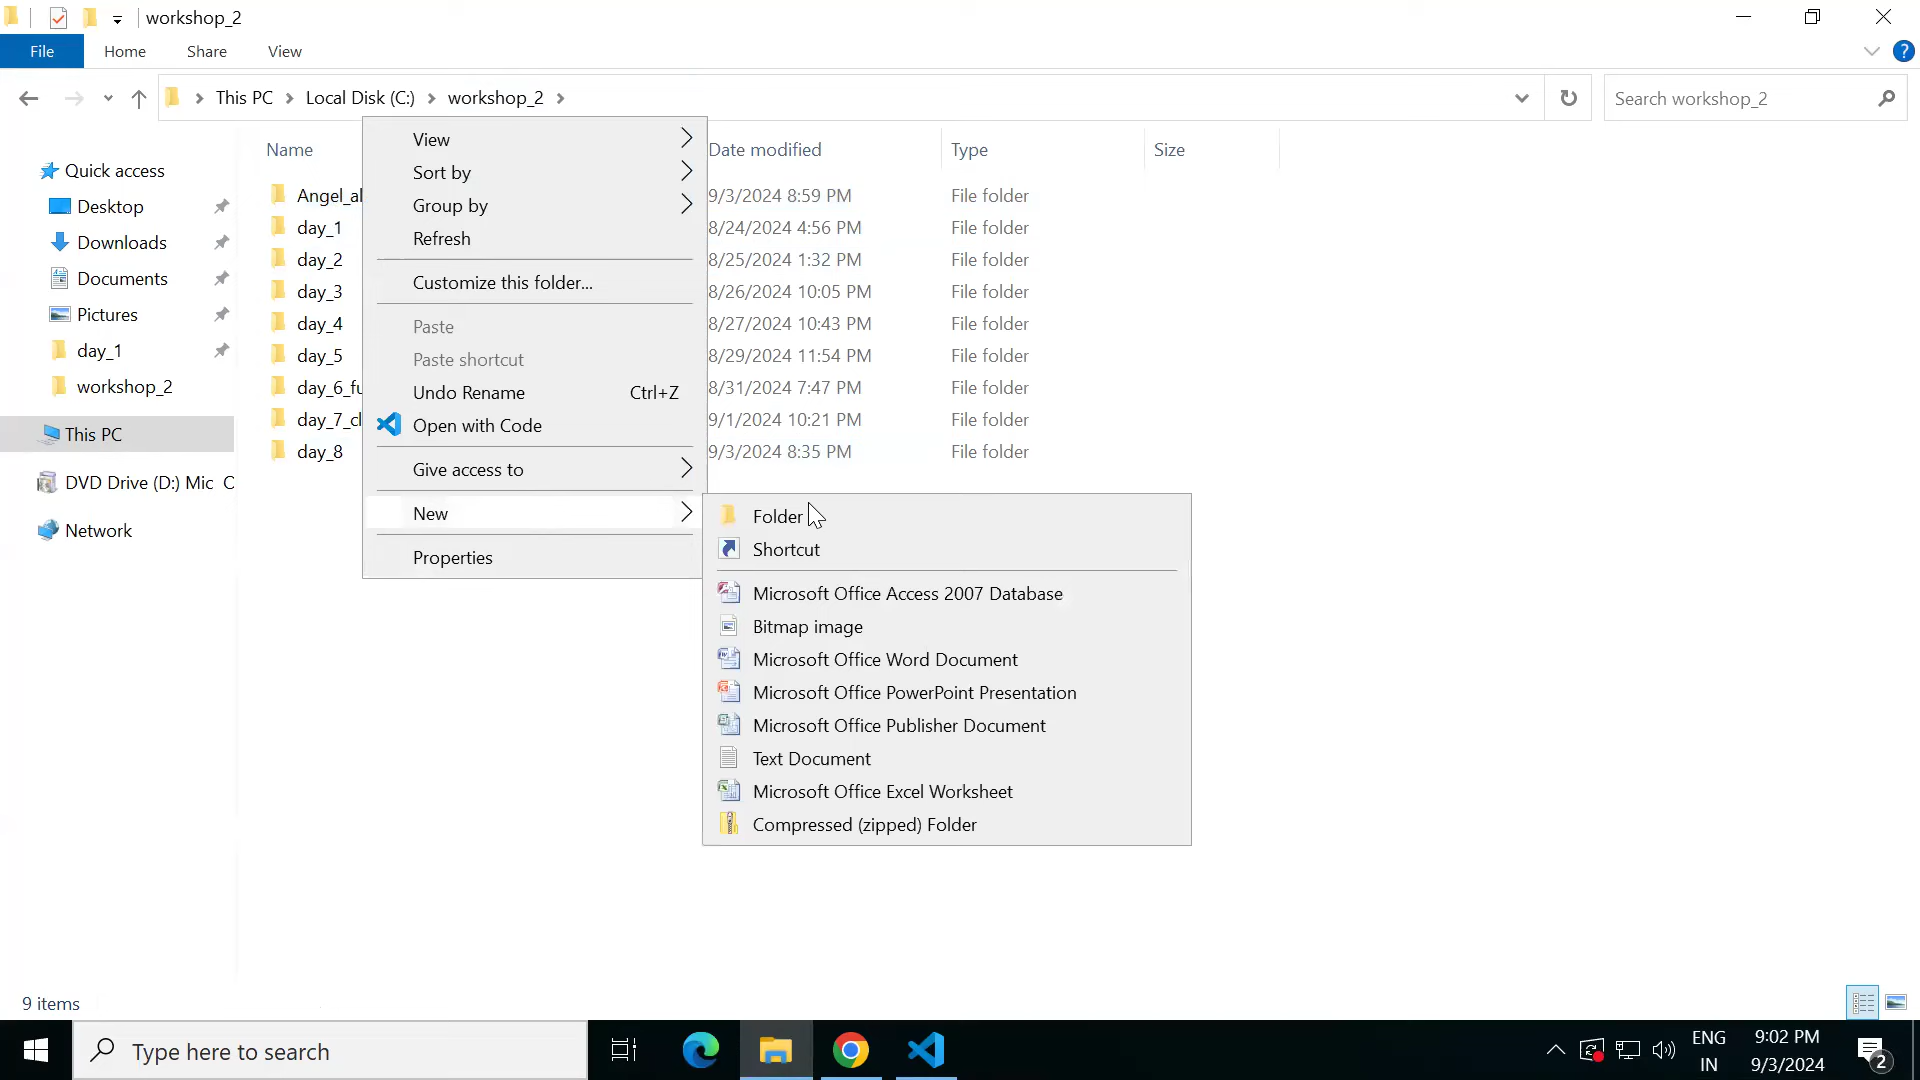 workshop_2
File Home Share View
This PC Local Disk (C:) workshop_2
Search workshop_2
Name Date modified Type Size
Quick access
Desktop
Downloads
Documents
Pictures
day_1
workshop_2
This PC
DVD Drive (D:) Mic C
Network
Angel_al 9/3/2024 8:59 PM File folder
day_1 8/24/2024 4:56 PM File folder
day_2 8/25/2024 1:32 PM File folder
day_3 8/26/2024 10:05 PM File folder
day_4 8/27/2024 10:43 PM File folder
day_5 8/29/2024 11:54 PM File folder
day_6_fu 8/31/2024 7:47 PM File folder
day_7_cl 9/1/2024 10:21 PM File folder
day_8 9/3/2024 8:35 PM File folder
View
Sort by
Group by
Refresh
Customize this folder...
Paste
Paste shortcut
Undo Rename Ctrl+Z
Open with Code
Give access to
New
Properties
Folder
Shortcut
Microsoft Office Access 2007 Database
Bitmap image
Microsoft Office Word Document
Microsoft Office PowerPoint Presentation
Microsoft Office Publisher Document
Text Document
Microsoft Office Excel Worksheet
Compressed (zipped) Folder
9 items
Type here to search
ENG
IN
9:02 PM
9/3/2024
2